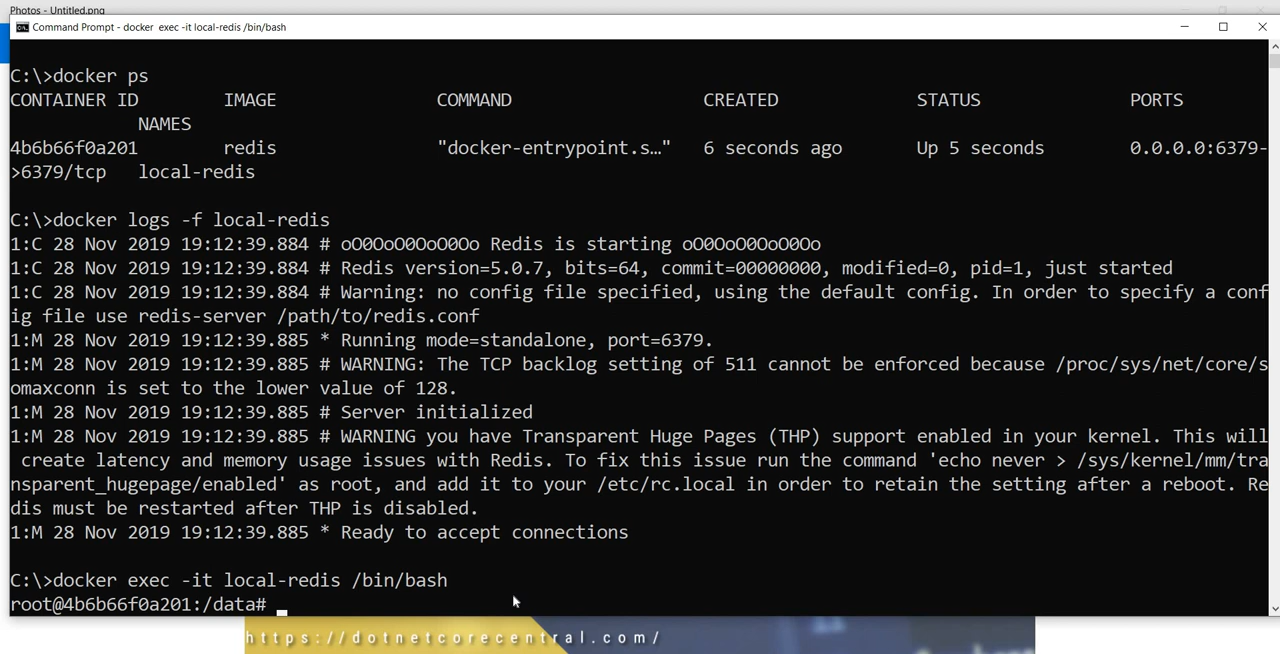 Photos - Untitled.png
Command Prompt - docker  exec -it local-redis /bin/bash
C:\>docker ps
CONTAINER ID        IMAGE               COMMAND                  CREATED             STATUS              PORTS
            NAMES
4b6b66f0a201        redis               "docker-entrypoint.s…"   6 seconds ago       Up 5 seconds        0.0.0.0:6379-
>6379/tcp   local-redis
C:\>docker logs -f local-redis
1:C 28 Nov 2019 19:12:39.884 # oO0OoO0OoO0Oo Redis is starting oO0OoO0OoO0Oo
1:C 28 Nov 2019 19:12:39.884 # Redis version=5.0.7, bits=64, commit=00000000, modified=0, pid=1, just started
1:C 28 Nov 2019 19:12:39.884 # Warning: no config file specified, using the default config. In order to specify a conf
ig file use redis-server /path/to/redis.conf
1:M 28 Nov 2019 19:12:39.885 * Running mode=standalone, port=6379.
1:M 28 Nov 2019 19:12:39.885 # WARNING: The TCP backlog setting of 511 cannot be enforced because /proc/sys/net/core/s
omaxconn is set to the lower value of 128.
1:M 28 Nov 2019 19:12:39.885 # Server initialized
1:M 28 Nov 2019 19:12:39.885 # WARNING you have Transparent Huge Pages (THP) support enabled in your kernel. This will
 create latency and memory usage issues with Redis. To fix this issue run the command 'echo never > /sys/kernel/mm/tra
nsparent_hugepage/enabled' as root, and add it to your /etc/rc.local in order to retain the setting after a reboot. Re
dis must be restarted after THP is disabled.
1:M 28 Nov 2019 19:12:39.885 * Ready to accept connections
C:\>docker exec -it local-redis /bin/bash
root@4b6b66f0a201:/data#
https://dotnetcorecentral.com/